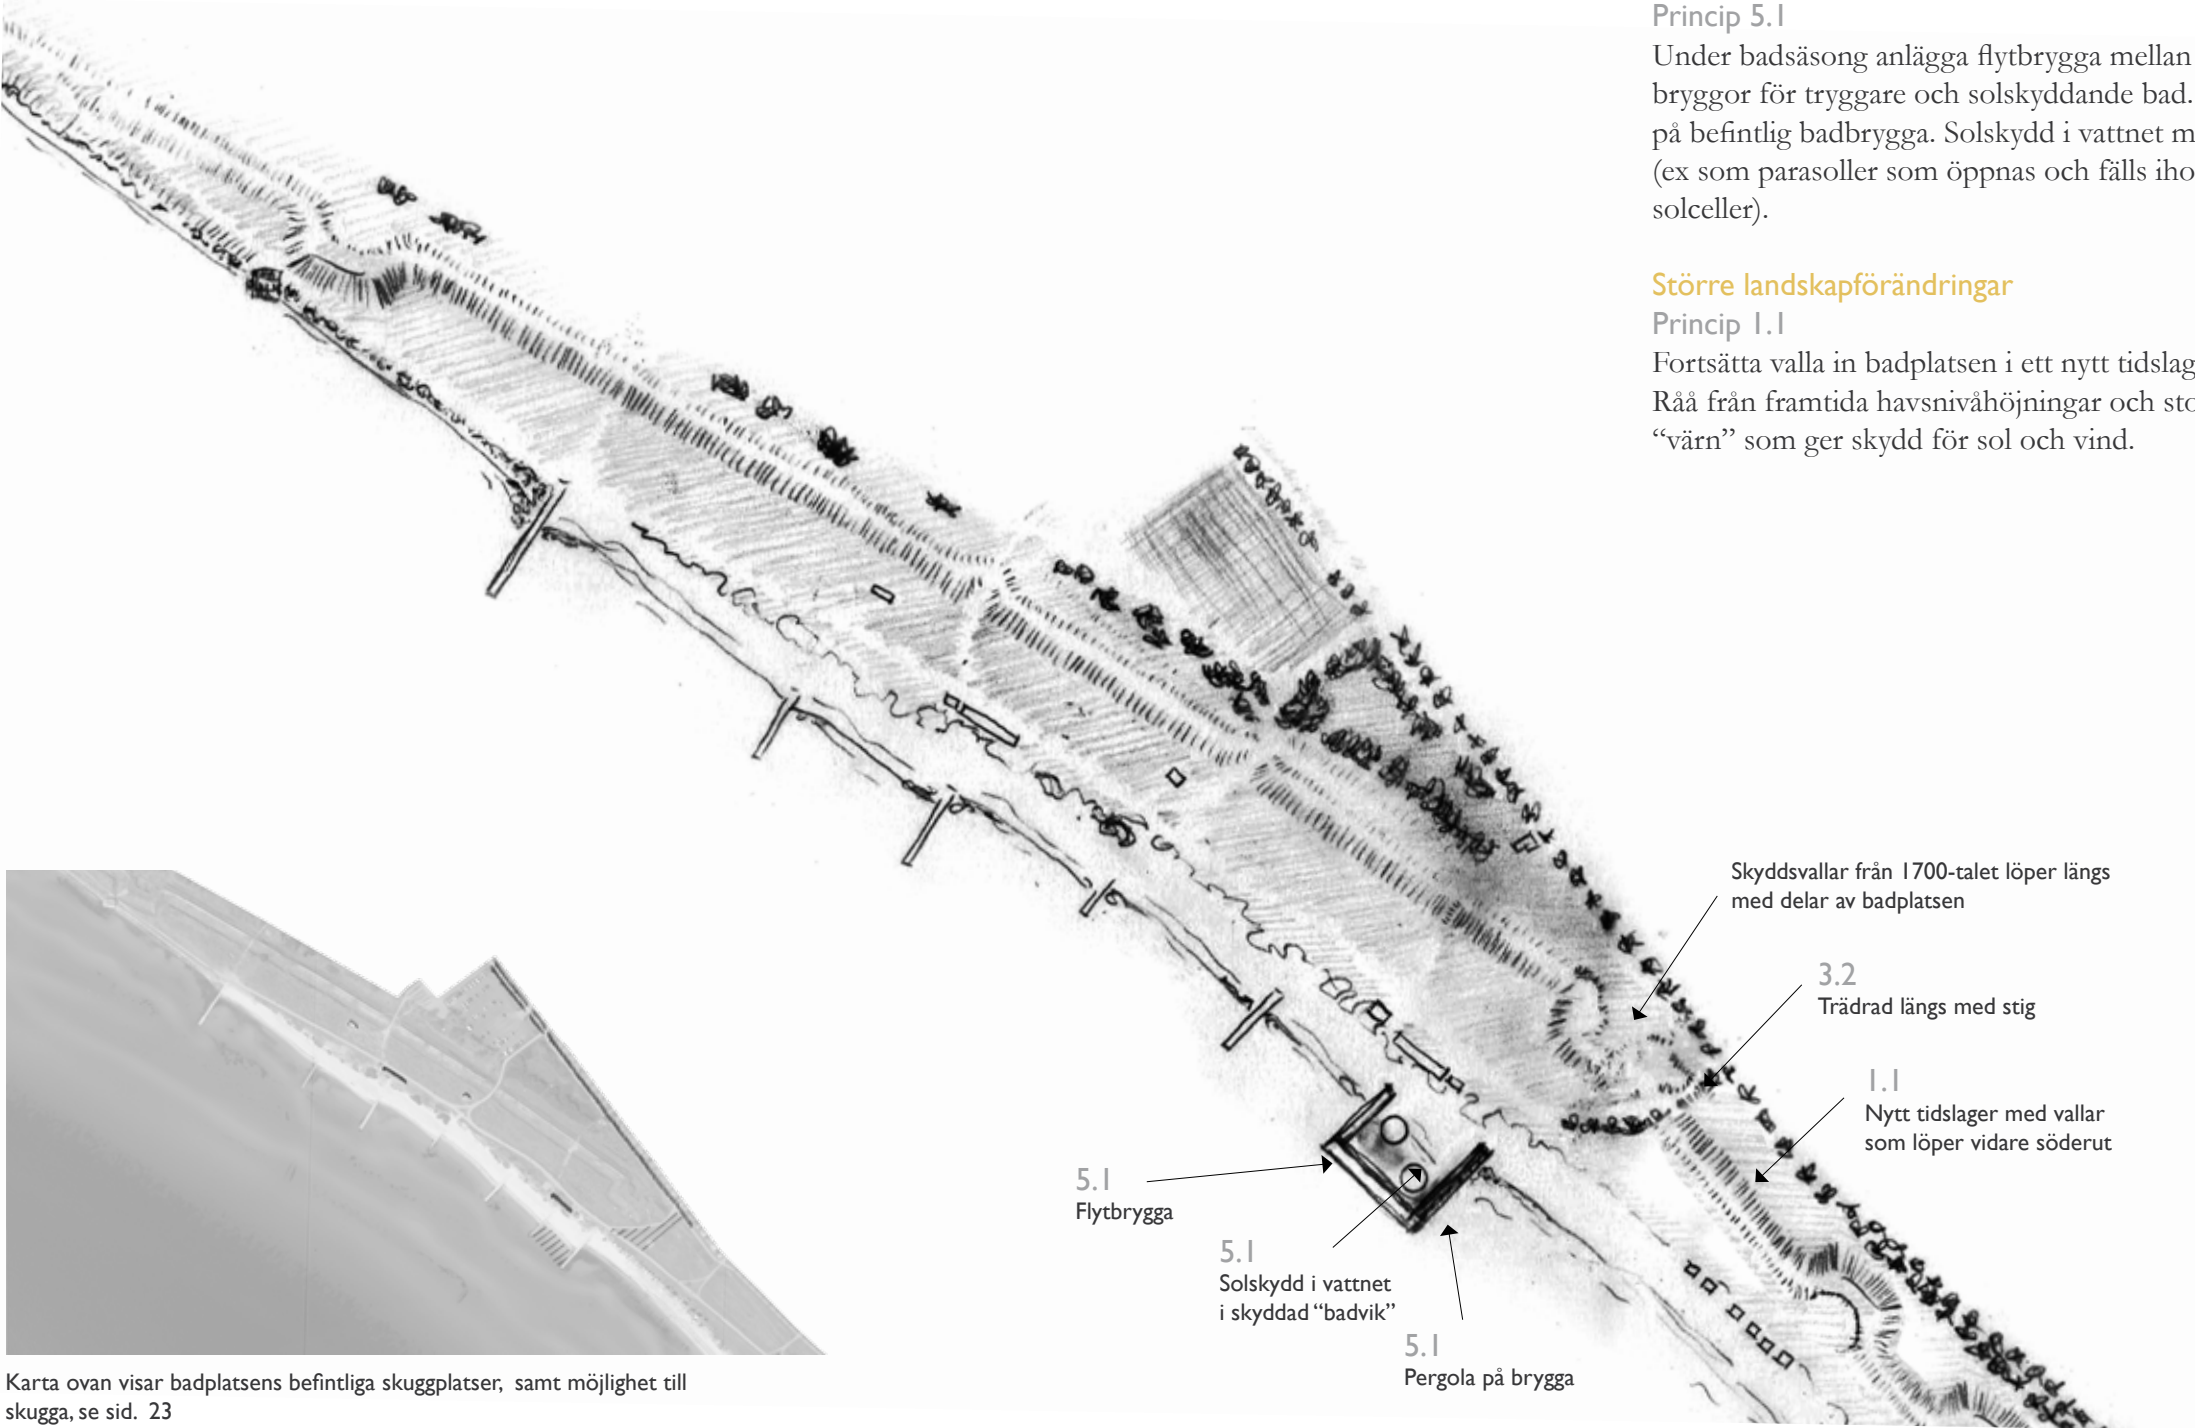 Princip 5.1
Under badsäsong anlägga flytbrygga mellan
bryggor för tryggare och solskyddande bad.
på befintlig badbrygga. Solskydd i vattnet
(ex som parasoller som öppnas och fälls
solceller).
Större landskapförändringar
Princip 1.1
Fortsätta valla in badplatsen i ett nytt
Råå från framtida havsnivåhöjningar och
“värn” som ger skydd för sol och vind.
Skyddsvallar från 1700-talet löper längs
med delar av badplatsen
3.2
Trädrad längs med stig
1.1
Nytt tidslager med vallar
som löper vidare söderut
5.1
Flytbrygga
5.1
Solskydd i vattnet
i skyddad “badvik”
5.1
Pergola på brygga
Karta ovan visar badplatsens befintliga skuggplatser, samt möjlighet till
skugga, se sid. 23